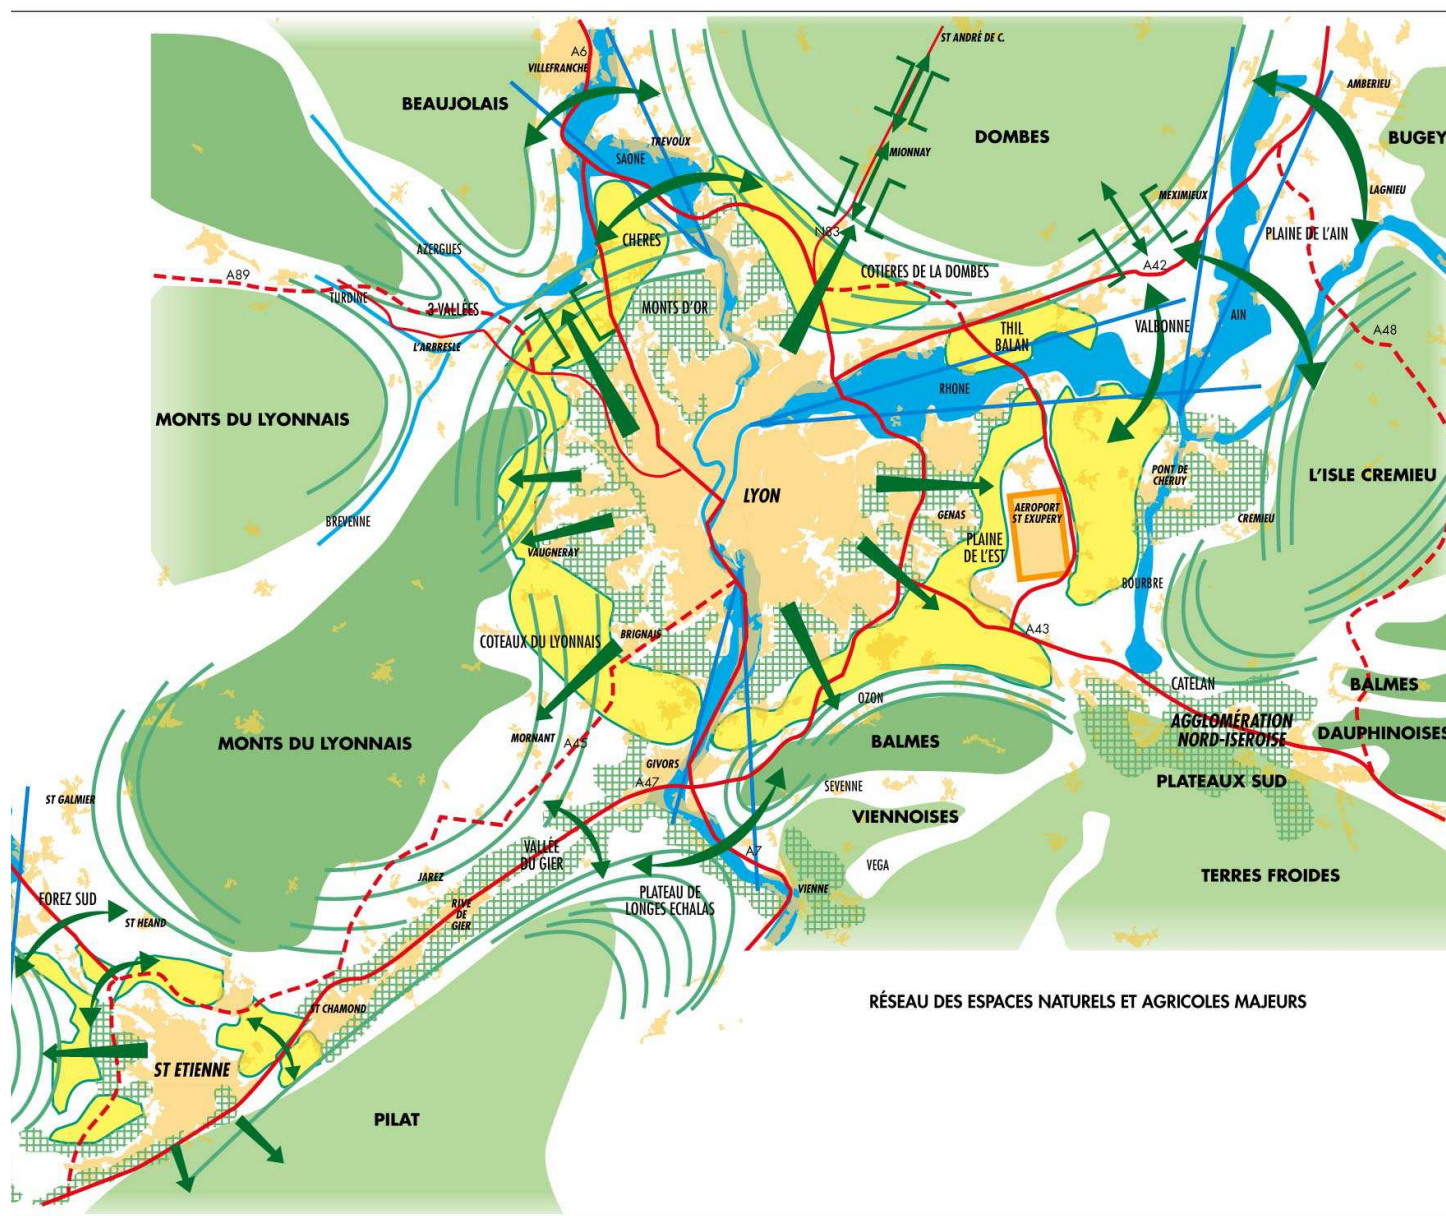 ST ANDRÉ DE C.
A6
VILLEFRANCHE
AMBERIEU
BEAUJOLAIS
DOMBES
BUGEY
TREVOUX
SAONE
MIONNAY
LAGNIEU
MEXIMIEUX
AZERGUES
CHERES
N83
PLAINE DE L'AIN
A89
COTIERES DE LA DOMBES
A42
TURDINE
3 VALLÉES
MONTS D'OR
AIN
L'ARBRESLE
THIL
BALAN
VALBONNE
A48
RHONE
MONTS DU LYONNAIS
PONT DE
CHERUY
L'ISLE CREMIEU
LYON
BREVENNE
GENAS
AEROPORT
ST EXUPERY
CREMIEU
VAUGNERAY
PLAINE
DE L'EST
BOURBRE
COTEAUX DU LYONNAIS
BRIGNAIS
A43
OZON
CATELAN
BALMES
MONTS DU LYONNAIS
MORNANT
A45
BALMES
AGGLOMÉRATION
NORD-ISEROISE
DAUPHINOISES
GIVORS
A47
SEVENNE
PLATEAUX SUD
ST GALMIER
VIENNOISES
VALLÉE
DU GIER
A7
VEGA
JAREZ
TERRES FROIDES
FOREZ SUD
ST HEAND
RIVE
DE
GIER
PLATEAU DE
LONGES ECHALAS
VIENNE
ST CHAMOND
RÉSEAU DES ESPACES NATURELS ET AGRICOLES MAJEURS
ST ETIENNE
PILAT